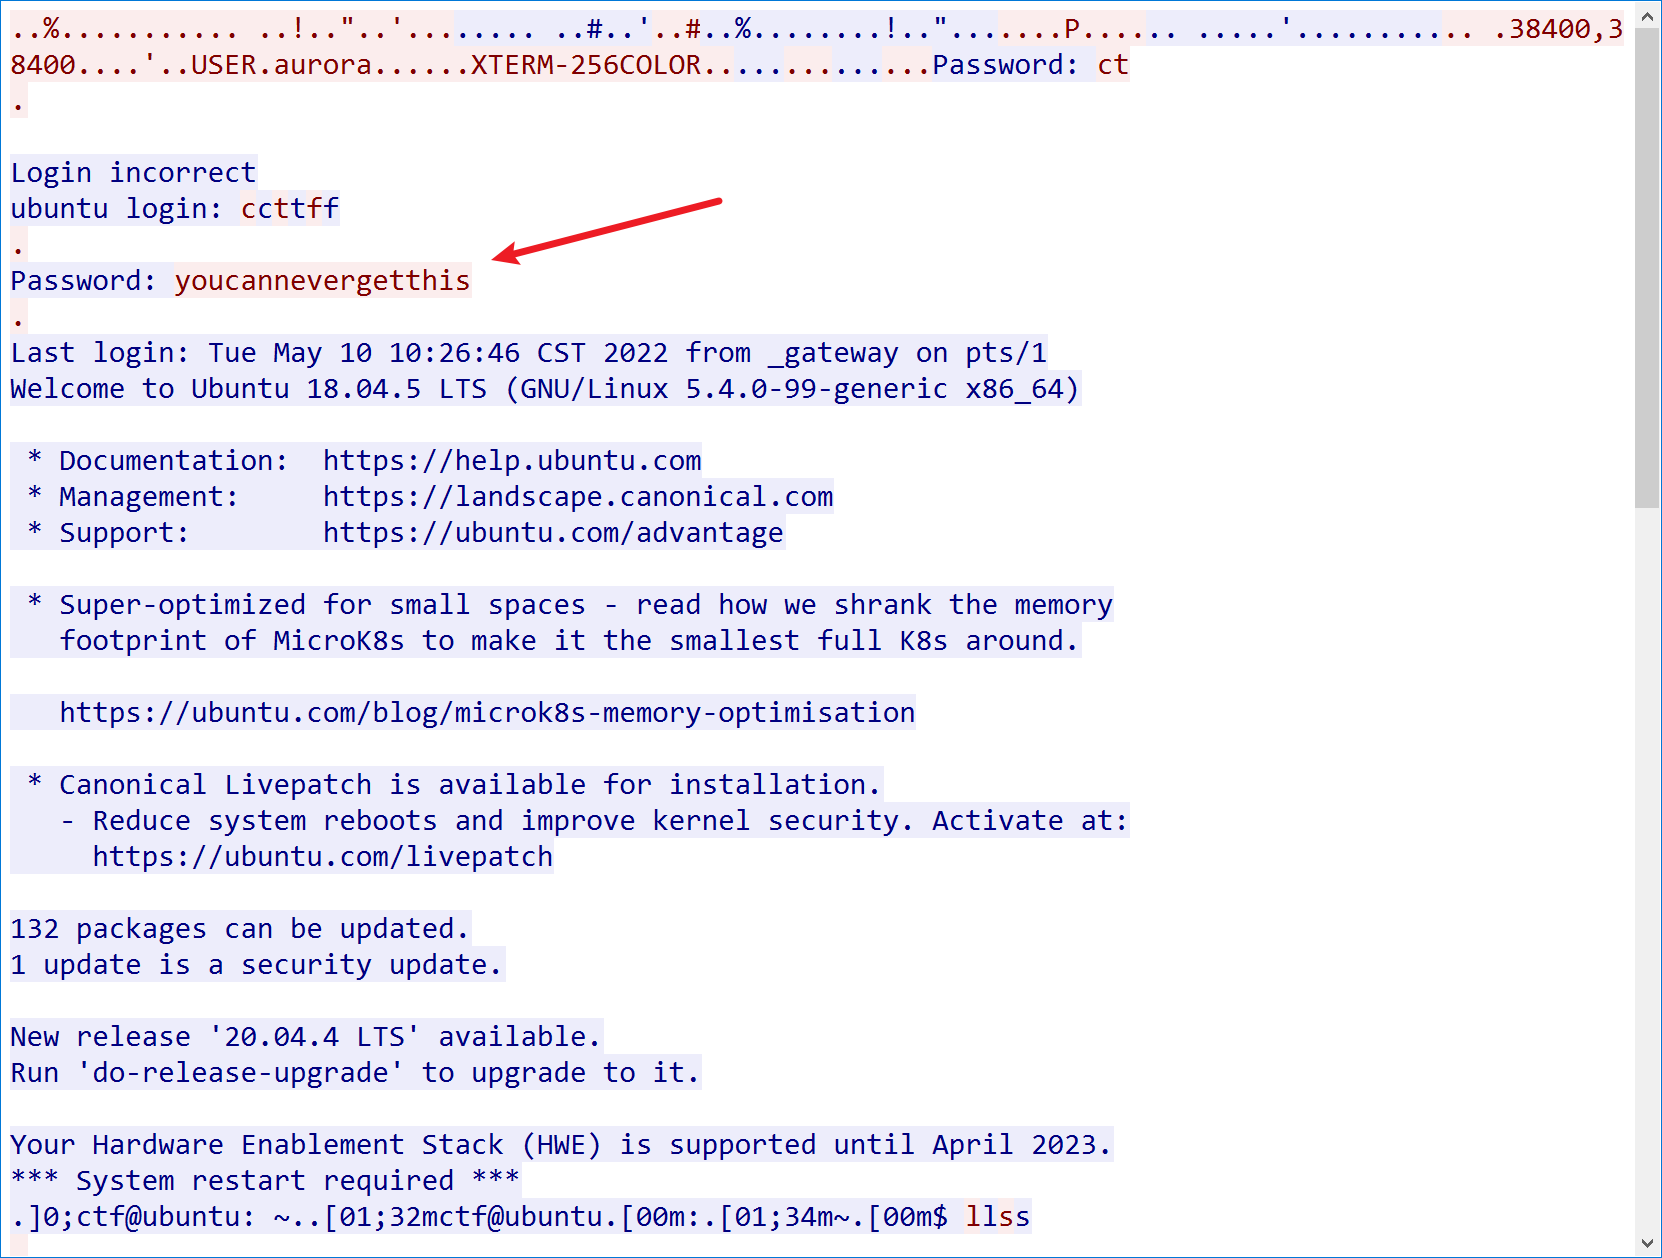 ..%........... ..!.."..'........ ..#..'..#..%........!..".......P...... .....'........... .38400,3
8400....'..USER.aurora......XTERM-256COLOR..............Password: ct
.
Login incorrect
ubuntu login: ccttff
.
Password: youcannevergetthis
.
Last login: Tue May 10 10:26:46 CST 2022 from _gateway on pts/1
Welcome to Ubuntu 18.04.5 LTS (GNU/Linux 5.4.0-99-generic x86_64)
* Documentation:  https://help.ubuntu.com
* Management:     https://landscape.canonical.com
* Support:        https://ubuntu.com/advantage
* Super-optimized for small spaces - read how we shrank the memory
footprint of MicroK8s to make it the smallest full K8s around.
https://ubuntu.com/blog/microk8s-memory-optimisation
* Canonical Livepatch is available for installation.
- Reduce system reboots and improve kernel security. Activate at:
https://ubuntu.com/livepatch
132 packages can be updated.
1 update is a security update.
New release '20.04.4 LTS' available.
Run 'do-release-upgrade' to upgrade to it.
Your Hardware Enablement Stack (HWE) is supported until April 2023.
*** System restart required ***
.]0;ctf@ubuntu: ~..[01;32mctf@ubuntu.[00m:.[01;34m~.[00m$ llss